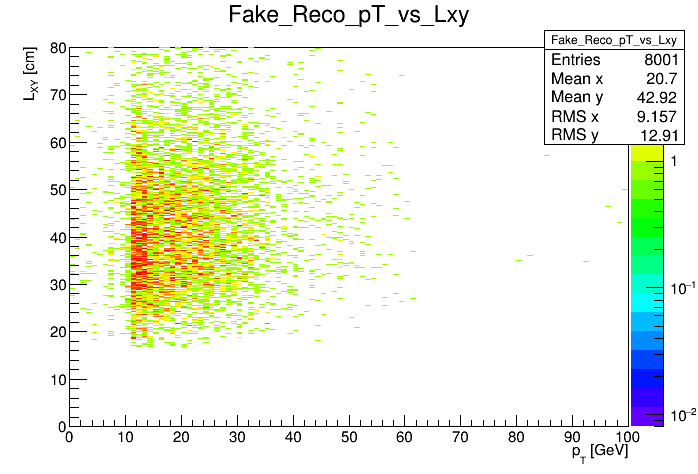 Fake_Reco_pT_vs_Lxy
Fake_Reco_pT_vs_Lxy
Entries 8001
Mean x 20.7
Mean y 42.92
RMS x 9.157
RMS y 12.91
L_XY [cm]
80
70
60
50
40
30
20
10
0
0 10 20 30 40 50 60 70 80 90 100
p_T [GeV]
1
10^−1
10^−2